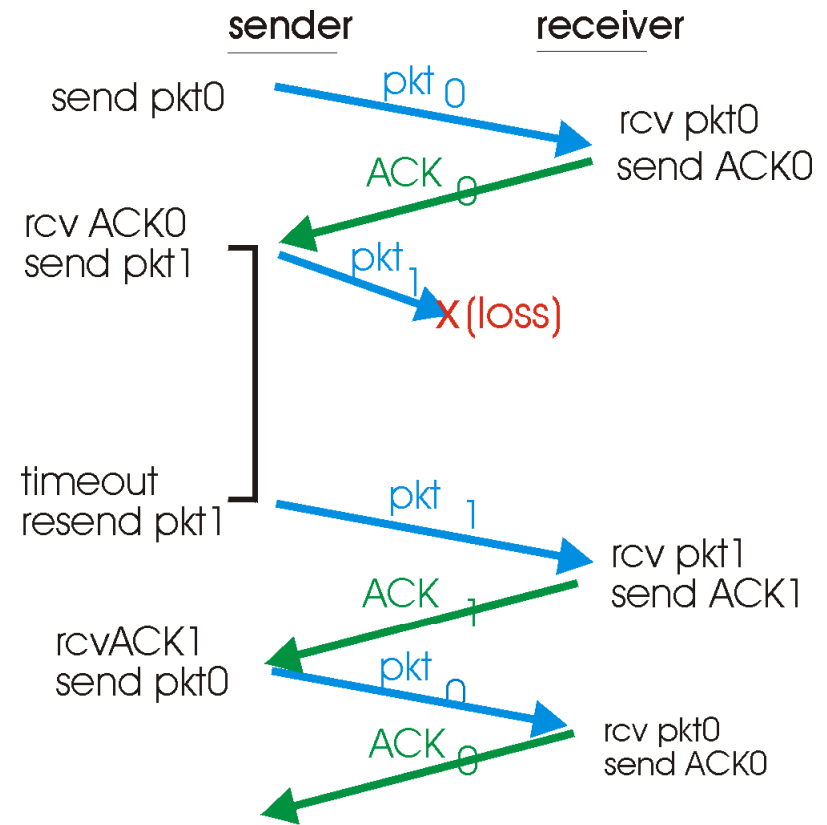 sender
receiver
send pkt0
pkt 0
rcv pkt0
send ACK0
ACK 0
rcv ACK0
send pkt1
pkt 1
X (loss)
timeout
resend pkt1
pkt 1
rcv pkt1
send ACK1
ACK 1
rcvACK1
send pkt0
pkt 0
rcv pkt0
send ACK0
ACK 0